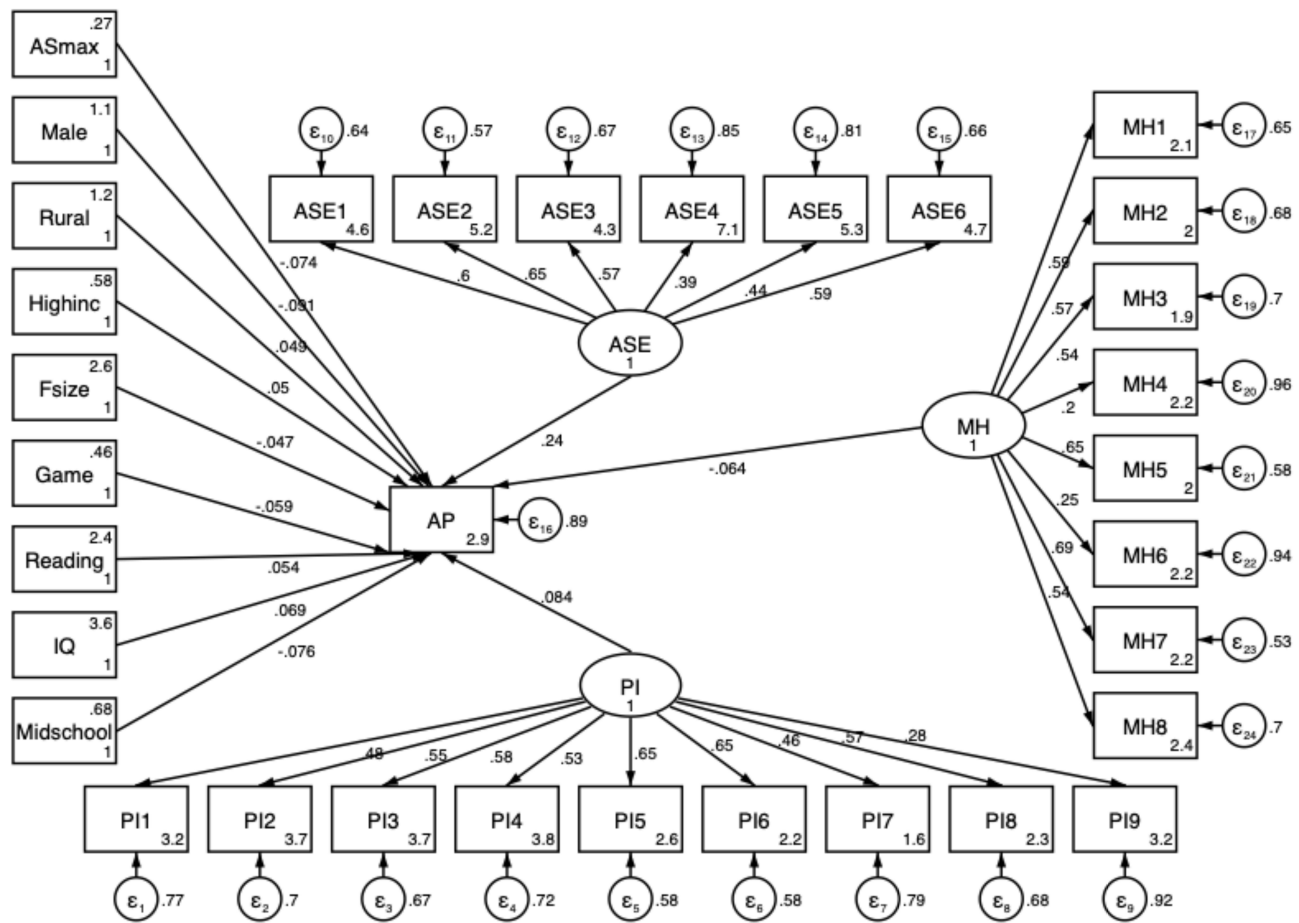 .27
ASmax
1
1.1
Male
1
1.2
Rural
1
.58
Highinc
1
2.6
Fsize
1
.46
Game
1
2.4
Reading
1
3.6
IQ
1
.68
Midschool
1
-.074
-.091
.049
.05
-.047
-.059
.054
.069
-.076
ε10 .64
ε11 .57
ε12 .67
ε13 .85
ε14 .81
ε15 .66
ASE1
4.6
ASE2
5.2
ASE3
4.3
ASE4
7.1
ASE5
5.3
ASE6
4.7
.6
.65
.57
.39
.44
.59
ASE
1
.24
AP
2.9
ε16 .89
-.064
.084
MH
1
.59
.57
.54
.2
.65
.25
.69
.54
MH1
2.1
ε17 .65
MH2
2
ε18 .68
MH3
1.9
ε19 .7
MH4
2.2
ε20 .96
MH5
2
ε21 .58
MH6
2.2
ε22 .94
MH7
2.2
ε23 .53
MH8
2.4
ε24 .7
PI
1
.48
.55
.58
.53
.65
.65
.46
.57
.28
PI1
3.2
PI2
3.7
PI3
3.7
PI4
3.8
PI5
2.6
PI6
2.2
PI7
1.6
PI8
2.3
PI9
3.2
ε1 .77
ε2 .7
ε3 .67
ε4 .72
ε5 .58
ε6 .58
ε7 .79
ε8 .68
ε9 .92